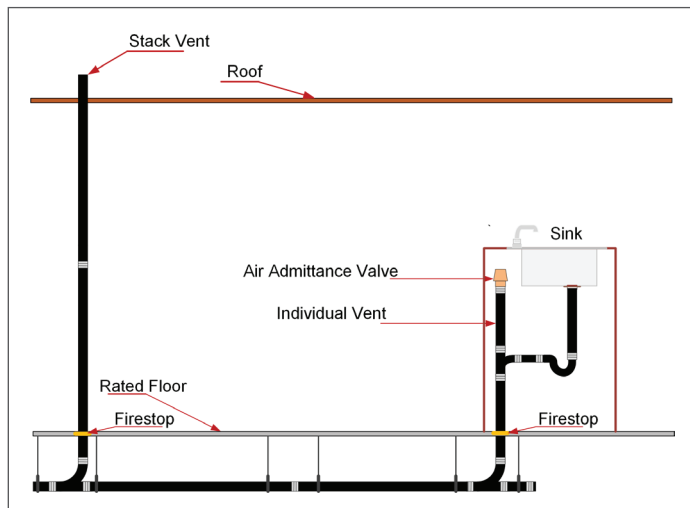 Stack Vent
Roof
Sink
Air Admittance Valve
Individual Vent
Rated Floor
Firestop
Firestop